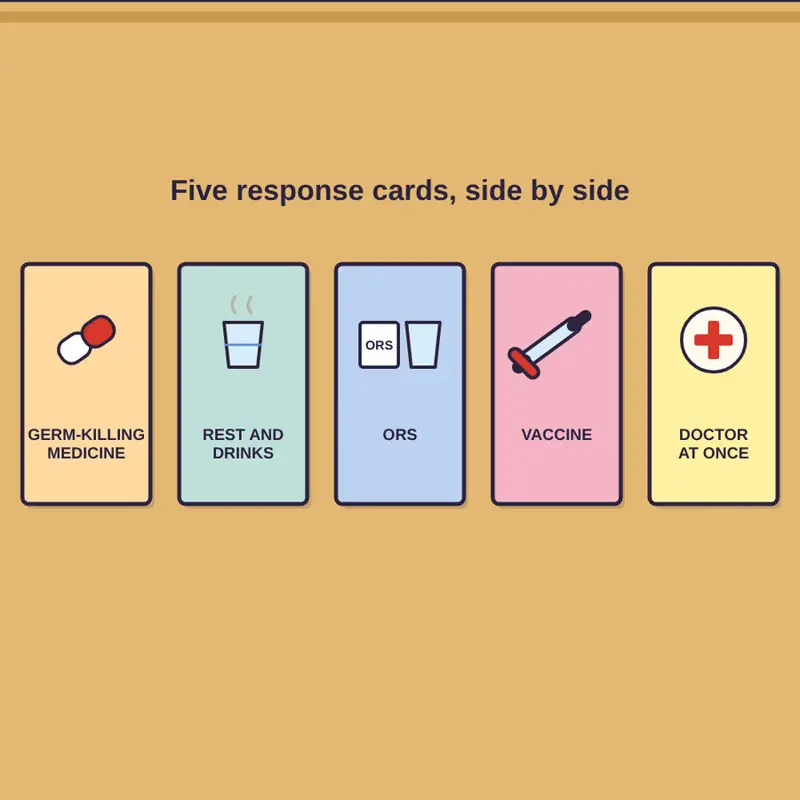 Five response cards, side by side
ORS
GERM-KILLING
MEDICINE
REST AND
DRINKS
ORS
VACCINE
DOCTOR
AT ONCE